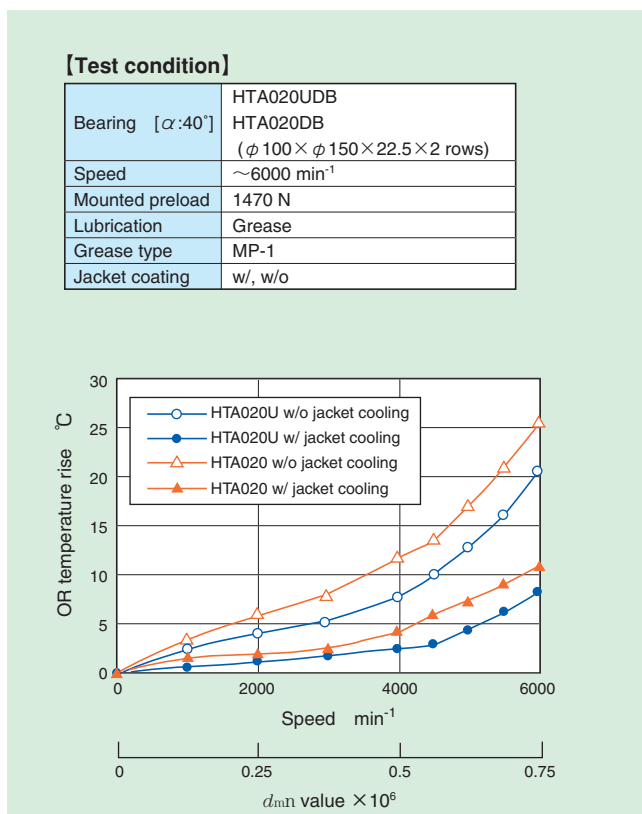 【Test condition】
Bearing [α:40°]
HTA020UDB
HTA020DB
(φ100×φ150×22.5×2 rows)
Speed ～6000 min⁻¹
Mounted preload 1470 N
Lubrication Grease
Grease type MP-1
Jacket coating w/, w/o
30
25
20
15
10
5
0
OR temperature rise ℃
HTA020U w/o jacket cooling
HTA020U w/ jacket cooling
HTA020 w/o jacket cooling
HTA020 w/ jacket cooling
0 2000 4000 6000
Speed min⁻¹
0 0.25 0.5 0.75
dmn value ×10⁶